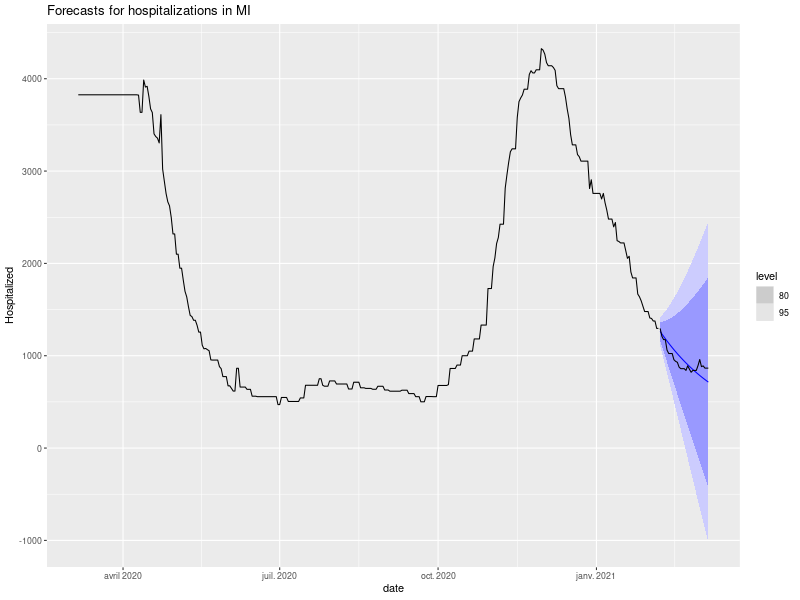 Forecasts for hospitalizations in MI
Hospitalized
4000
3000
2000
1000
0
-1000
avril 2020
juil. 2020
oct. 2020
janv. 2021
date
level
80
95